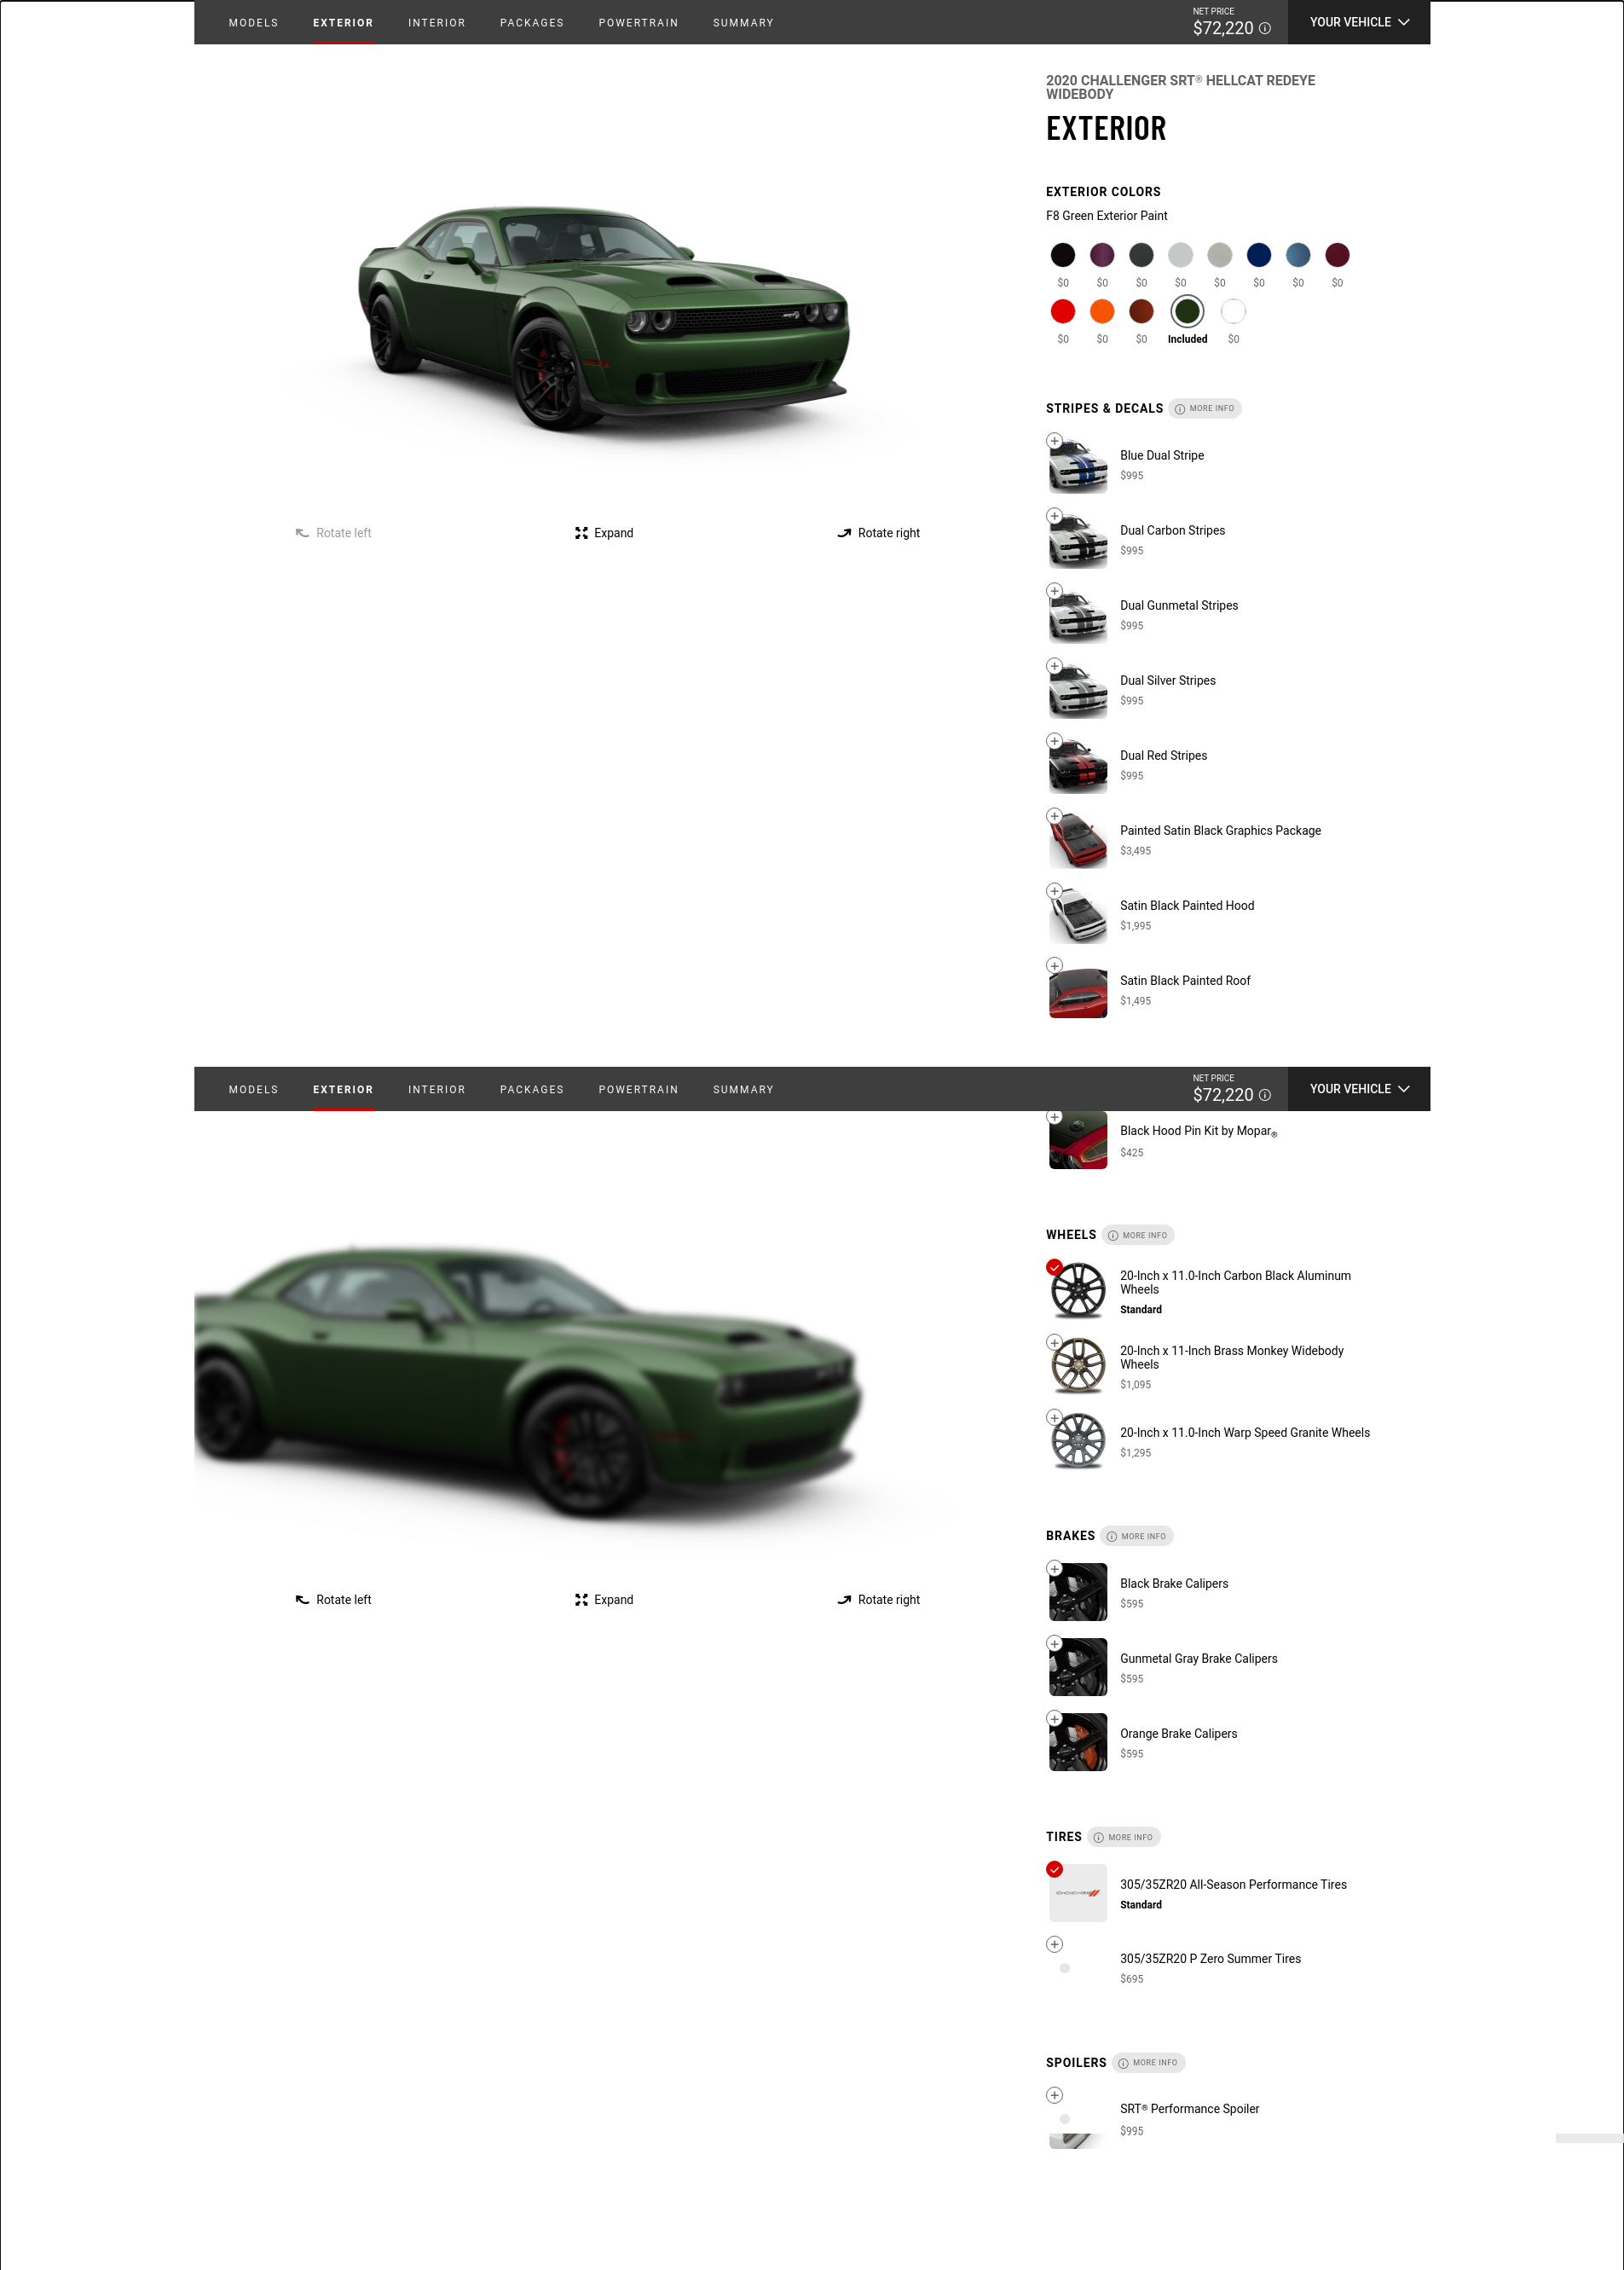 MODELS EXTERIOR INTERIOR PACKAGES POWERTRAIN SUMMARY NET PRICE $72,220 YOUR VEHICLE
2020 CHALLENGER SRT® HELLCAT REDEYE
WIDEBODY
EXTERIOR
EXTERIOR COLORS
F8 Green Exterior Paint
$0 $0 $0 $0 $0 $0 $0 $0
$0 $0 $0 Included $0
STRIPES & DECALS MORE INFO
Blue Dual Stripe
$995
Rotate left Expand Rotate right
Dual Carbon Stripes
$995
Dual Gunmetal Stripes
$995
Dual Silver Stripes
$995
Dual Red Stripes
$995
Painted Satin Black Graphics Package
$3,495
Satin Black Painted Hood
$1,995
Satin Black Painted Roof
$1,495
MODELS EXTERIOR INTERIOR PACKAGES POWERTRAIN SUMMARY NET PRICE $72,220 YOUR VEHICLE
Black Hood Pin Kit by Mopar®
$425
WHEELS MORE INFO
20-Inch x 11.0-Inch Carbon Black Aluminum
Wheels
Standard
20-Inch x 11-Inch Brass Monkey Widebody
Wheels
$1,095
20-Inch x 11.0-Inch Warp Speed Granite Wheels
$1,295
BRAKES MORE INFO
Black Brake Calipers
$595
Rotate left Expand Rotate right
Gunmetal Gray Brake Calipers
$595
Orange Brake Calipers
$595
TIRES MORE INFO
DODGE
305/35ZR20 All-Season Performance Tires
Standard
305/35ZR20 P Zero Summer Tires
$695
SPOILERS MORE INFO
SRT® Performance Spoiler
$995